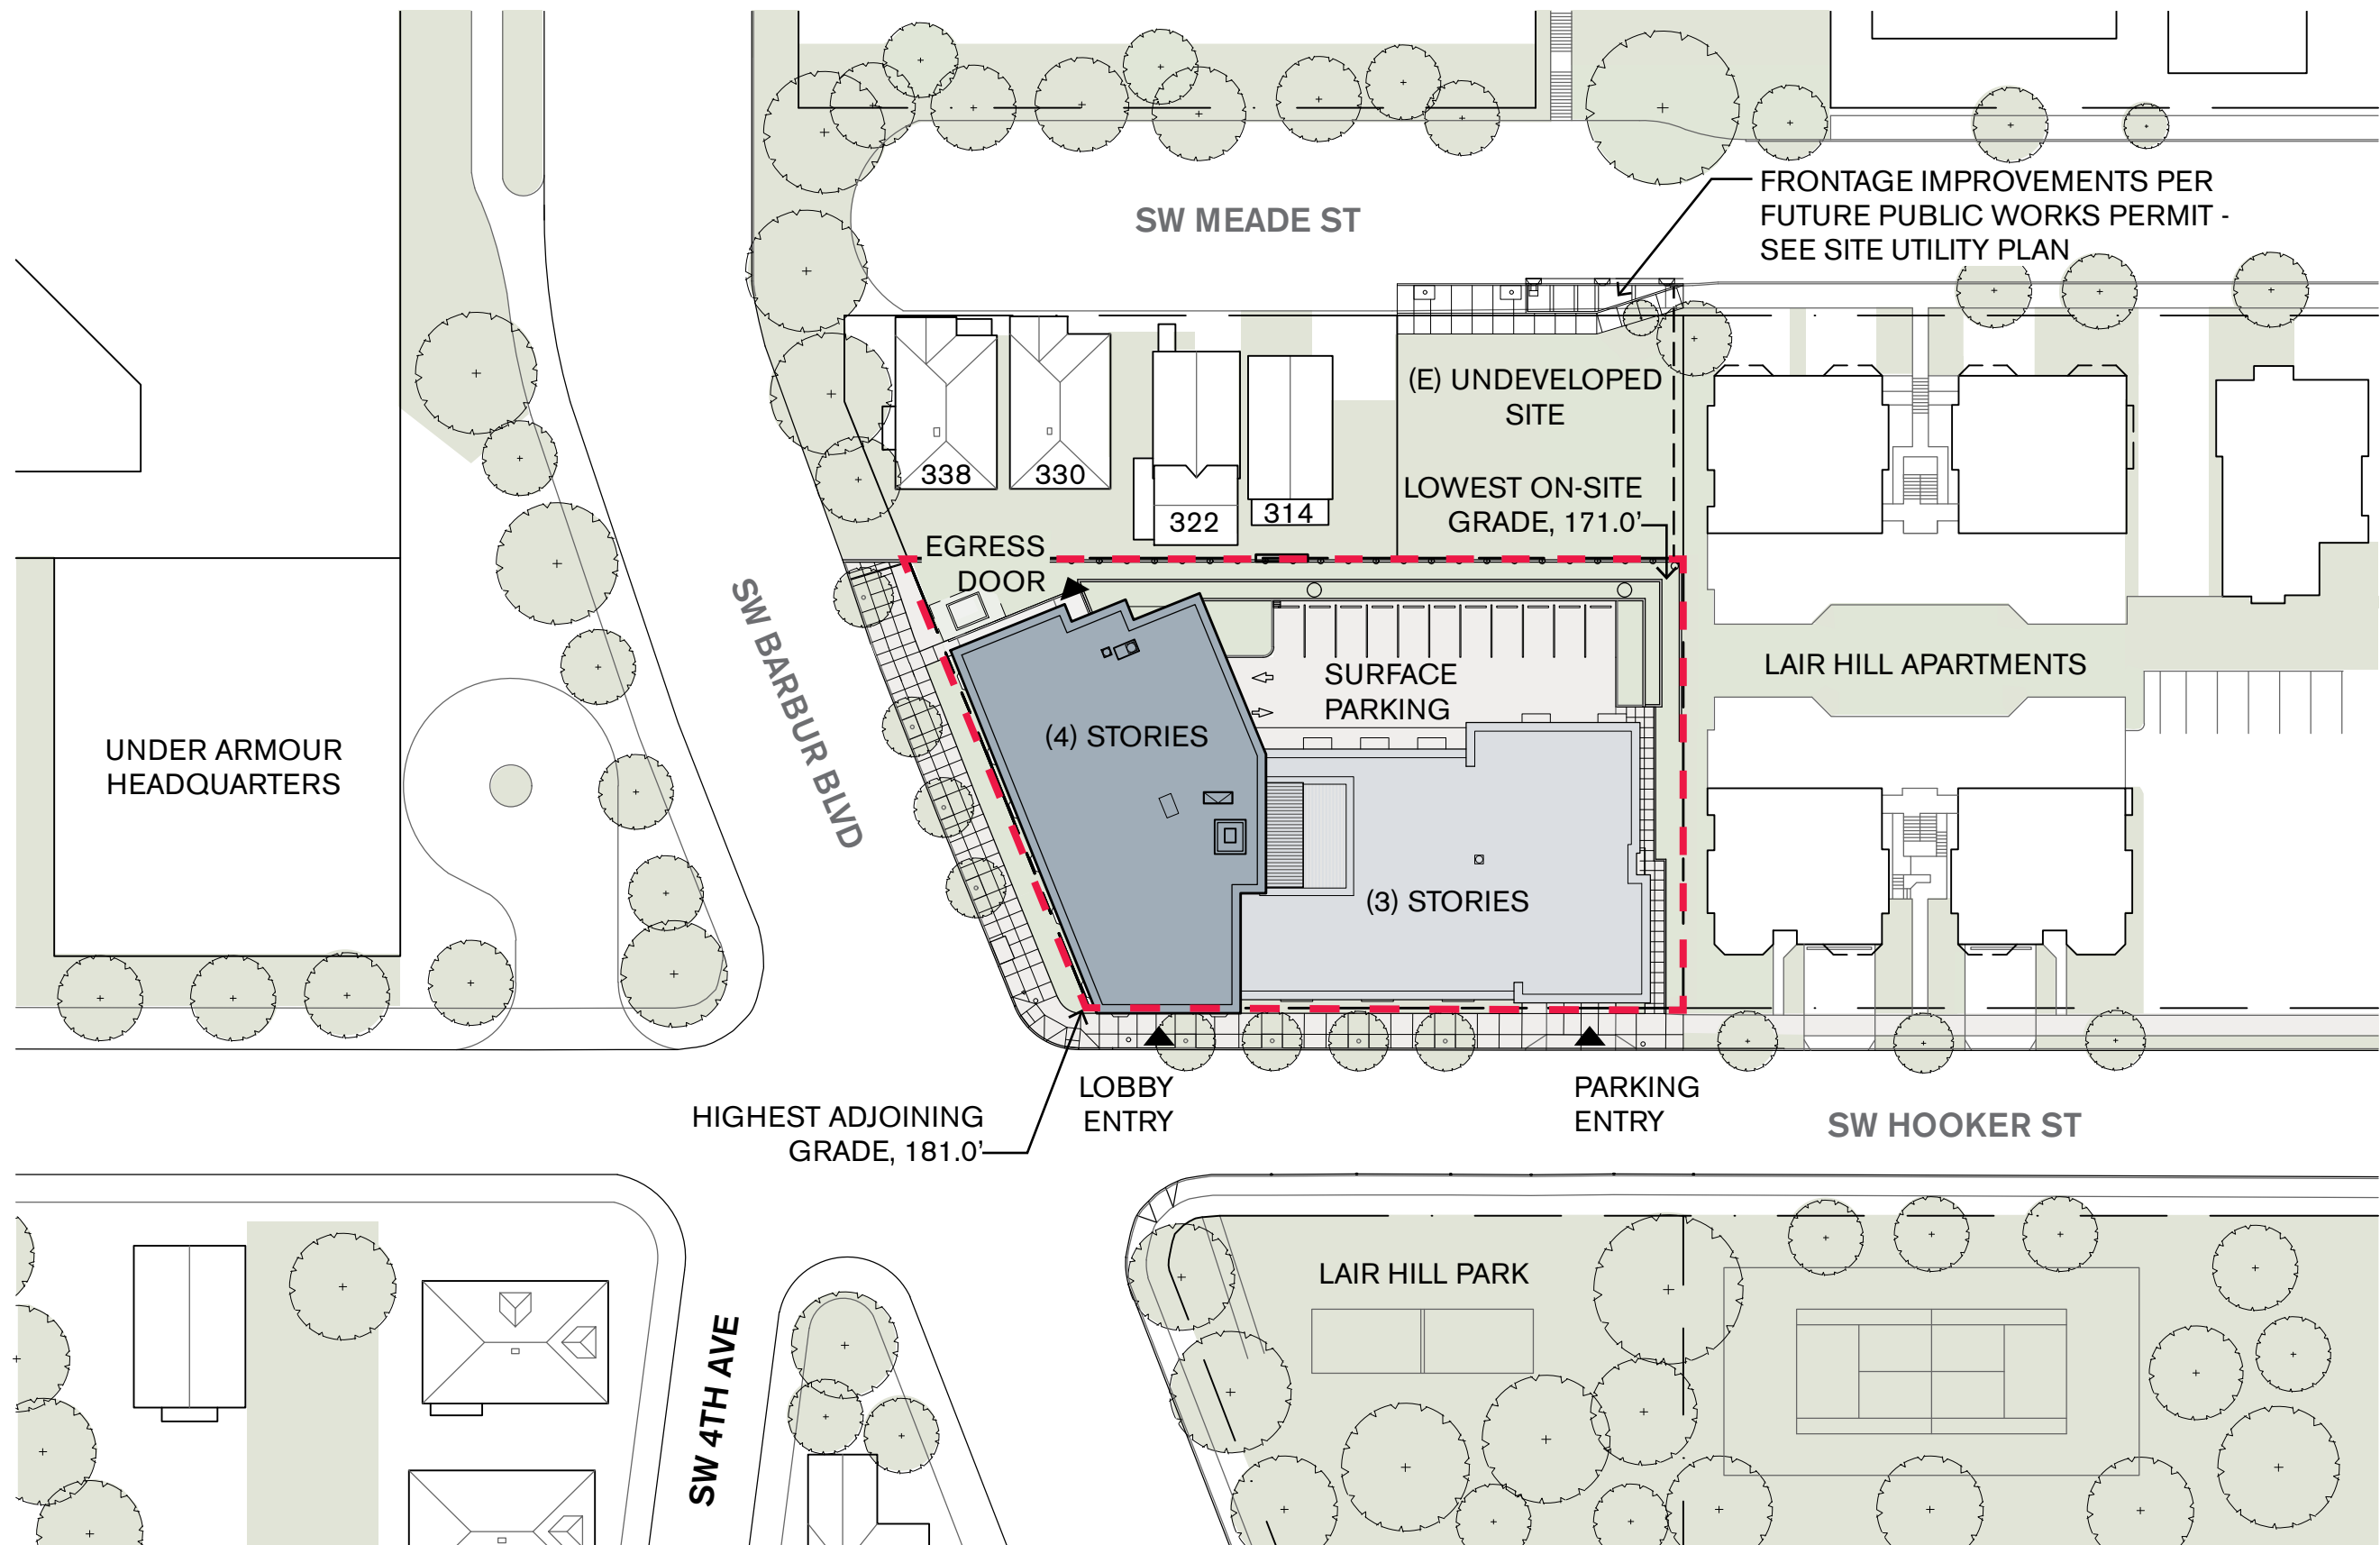 SW MEADE ST
FRONTAGE IMPROVEMENTS PER
FUTURE PUBLIC WORKS PERMIT -
SEE SITE UTILITY PLAN
(E) UNDEVELOPED
SITE
338
330
322
314
LOWEST ON-SITE
GRADE, 171.0'
EGRESS
DOOR
SW BARBUR BLVD
SURFACE
PARKING
LAIR HILL APARTMENTS
UNDER ARMOUR
HEADQUARTERS
(4) STORIES
(3) STORIES
LOBBY
ENTRY
PARKING
ENTRY
HIGHEST ADJOINING
GRADE, 181.0'
SW HOOKER ST
LAIR HILL PARK
SW 4TH AVE